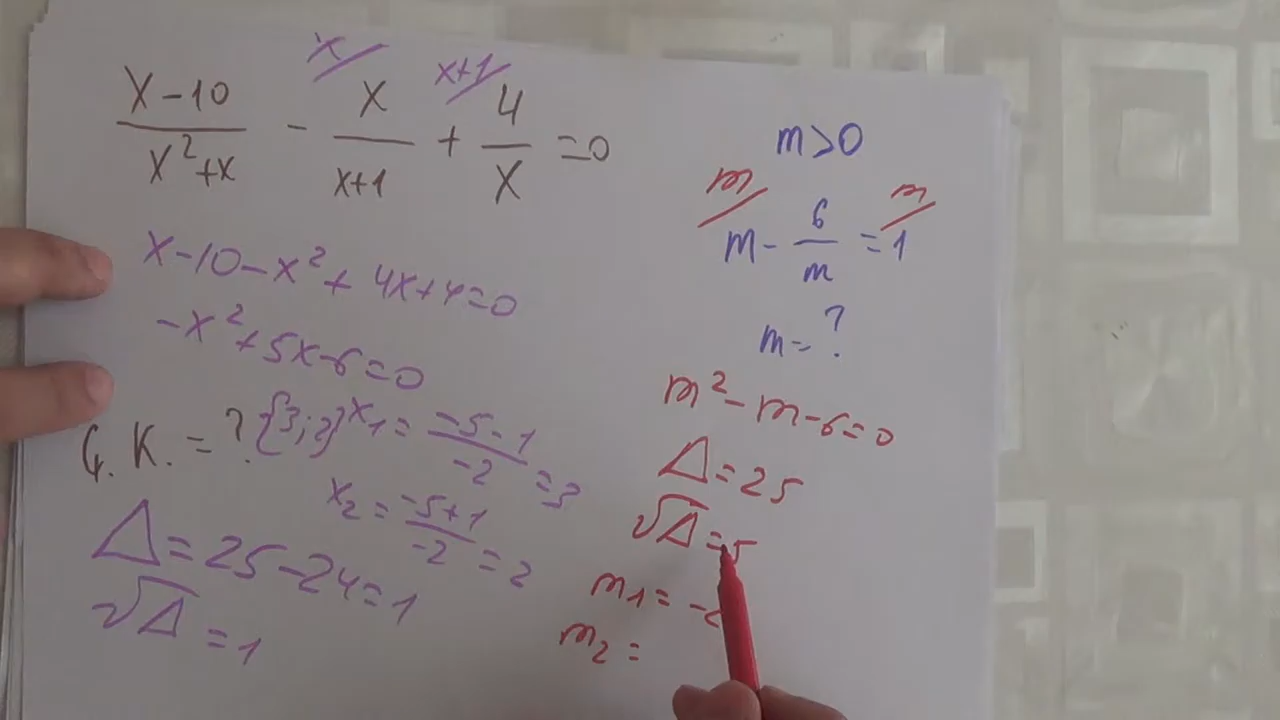 x x+1
x-10/x²+x - x/x+1 + 4/x =0
x-10-x²+4x+4=0
-x²+5x-6=0
Ç.K.=? {3;2} x₁= -5-1/-2 =3
x₂= -5+1/-2 =2
Δ=25-24=1
√Δ=1
m>0
m m
m- 6/m =1
m=?
m²-m-6=0
Δ=25
√Δ=5
m₁=-2
m₂=